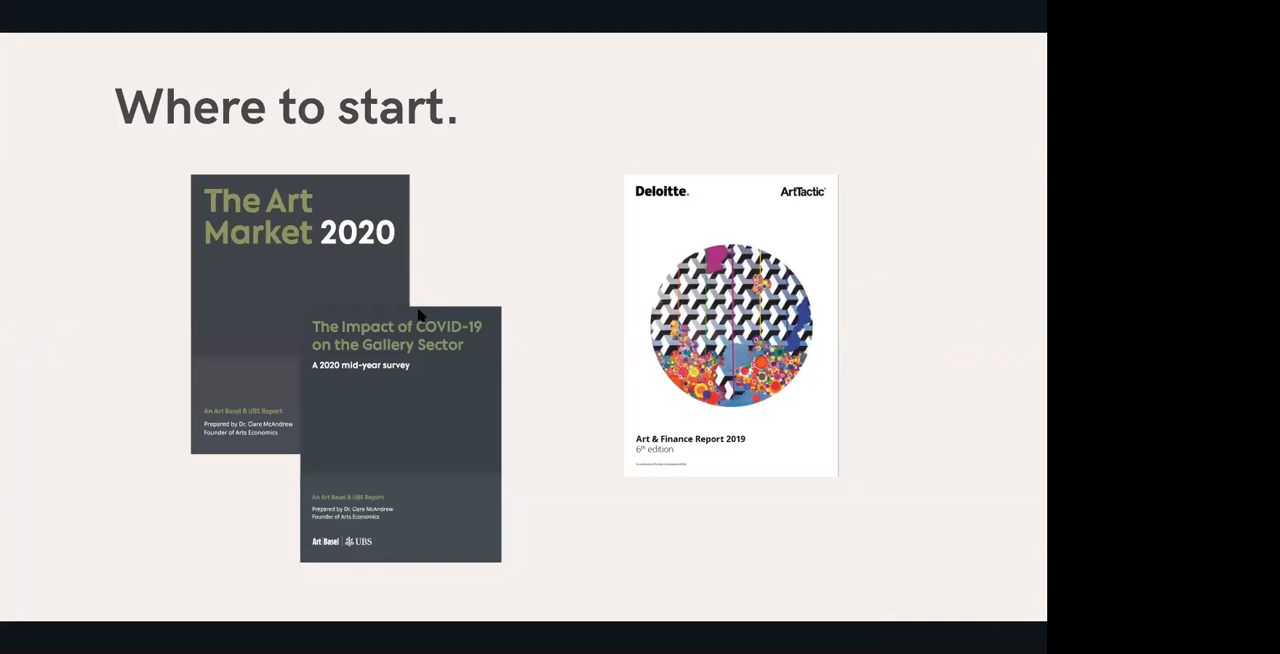 Where to start.
The Art
Market 2020
An Art Basel & UBS Report
Prepared by Dr. Clare McAndrew
Founder of Arts Economics
The Impact of COVID-19
on the Gallery Sector
A 2020 mid-year survey
An Art Basel & UBS Report
Prepared by Dr. Clare McAndrew
Founder of Arts Economics
Art Basel UBS
Deloitte.
ArtTactic
Art & Finance Report 2019
6th edition